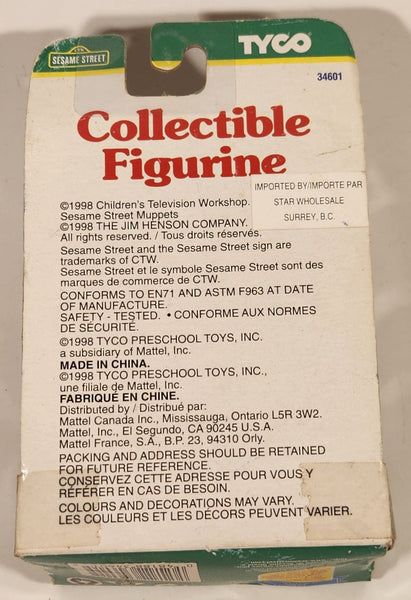 SESAME STREET
TYCO
34601
Collectible
Figurine
IMPORTED BY/IMPORTE PAR
STAR WHOLESALE
SURREY, B.C.
©1998 Children's Television Workshop.
Sesame Street Muppets
©1998 THE JIM HENSON COMPANY.
All rights reserved. / Tous droits réservés.
Sesame Street and the Sesame Street sign are
trademarks of CTW.
Sesame Street et le symbole Sesame Street sont des
marques de commerce de CTW.
CONFORMS TO EN71 AND ASTM F963 AT DATE
OF MANUFACTURE.
SAFETY - TESTED. • CONFORME AUX NORMES
DE SÉCURITÉ.
©1998 TYCO PRESCHOOL TOYS, INC.
a subsidiary of Mattel, Inc.
MADE IN CHINA.
©1998 TYCO PRESCHOOL TOYS, INC.
une filiale de Mattel, Inc.
FABRIQUÉ EN CHINE.
Distributed by / Distribué par:
Mattel Canada Inc., Mississauga, Ontario L5R 3W2.
Mattel, Inc., El Segundo, CA 90245 U.S.A.
Mattel France, S.A., B.P. 23, 94310 Orly.
PACKING AND ADDRESS SHOULD BE RETAINED
FOR FUTURE REFERENCE.
CONSERVEZ CETTE ADRESSE POUR VOUS Y
RÉFÉRER EN CAS DE BESOIN.
COLOURS AND DECORATIONS MAY VARY.
LES COULEURS ET LES DÉCORS PEUVENT VARIER.